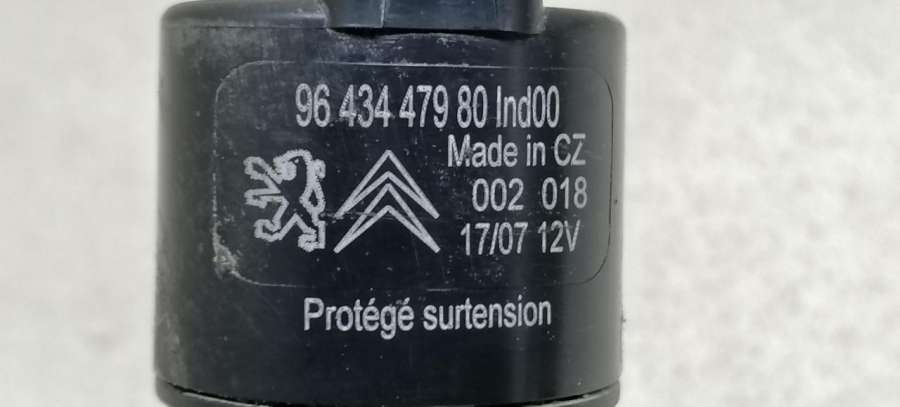 96 434 479 80 Ind00
Made in CZ
002 018
17/07 12V
Protégé surtension